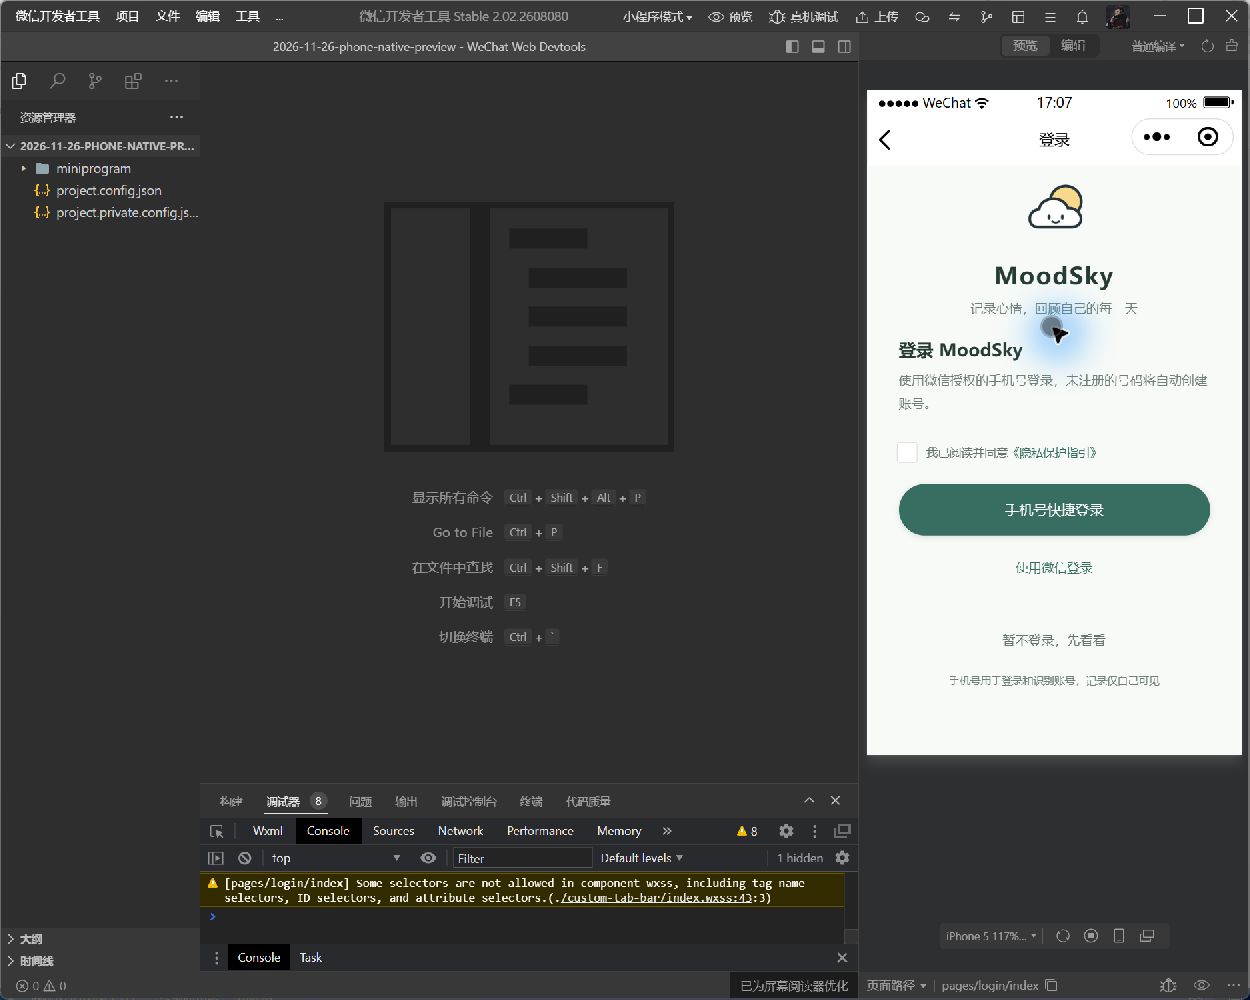 微信开发者工具 项目 文件 编辑 工具 ... 微信开发者工具 Stable 2.02.2608080 小程序模式 预览 真机调试 上传
2026-11-26-phone-native-preview - WeChat Web Devtools
预览 编辑 普通编译
资源管理器
2026-11-26-PHONE-NATIVE-PR...
miniprogram
{..} project.config.json
{..} project.private.config.js...
显示所有命令 Ctrl + Shift + Alt + P
Go to File Ctrl + P
在文件中查找 Ctrl + Shift + F
开始调试 F5
切换终端 Ctrl + `
WeChat 17:07 100%
登录
MoodSky
记录心情，回顾自己的每一天
登录 MoodSky
使用微信授权的手机号登录，未注册的号码将自动创建
账号。
我已阅读并同意《隐私保护指引》
手机号快捷登录
使用微信登录
暂不登录，先看看
手机号用于登录和识别账号，记录仅自己可见
构建 调试器 8 问题 输出 调试控制台 终端 代码质量
Wxml Console Sources Network Performance Memory » 8
top Filter Default levels 1 hidden
[pages/login/index] Some selectors are not allowed in component wxss, including tag name
selectors, ID selectors, and attribute selectors.(./custom-tab-bar/index.wxss:43:3)
Console Task
iPhone 5 117%...
大纲
时间线
0 0
已为屏幕阅读器优化
页面路径 pages/login/index